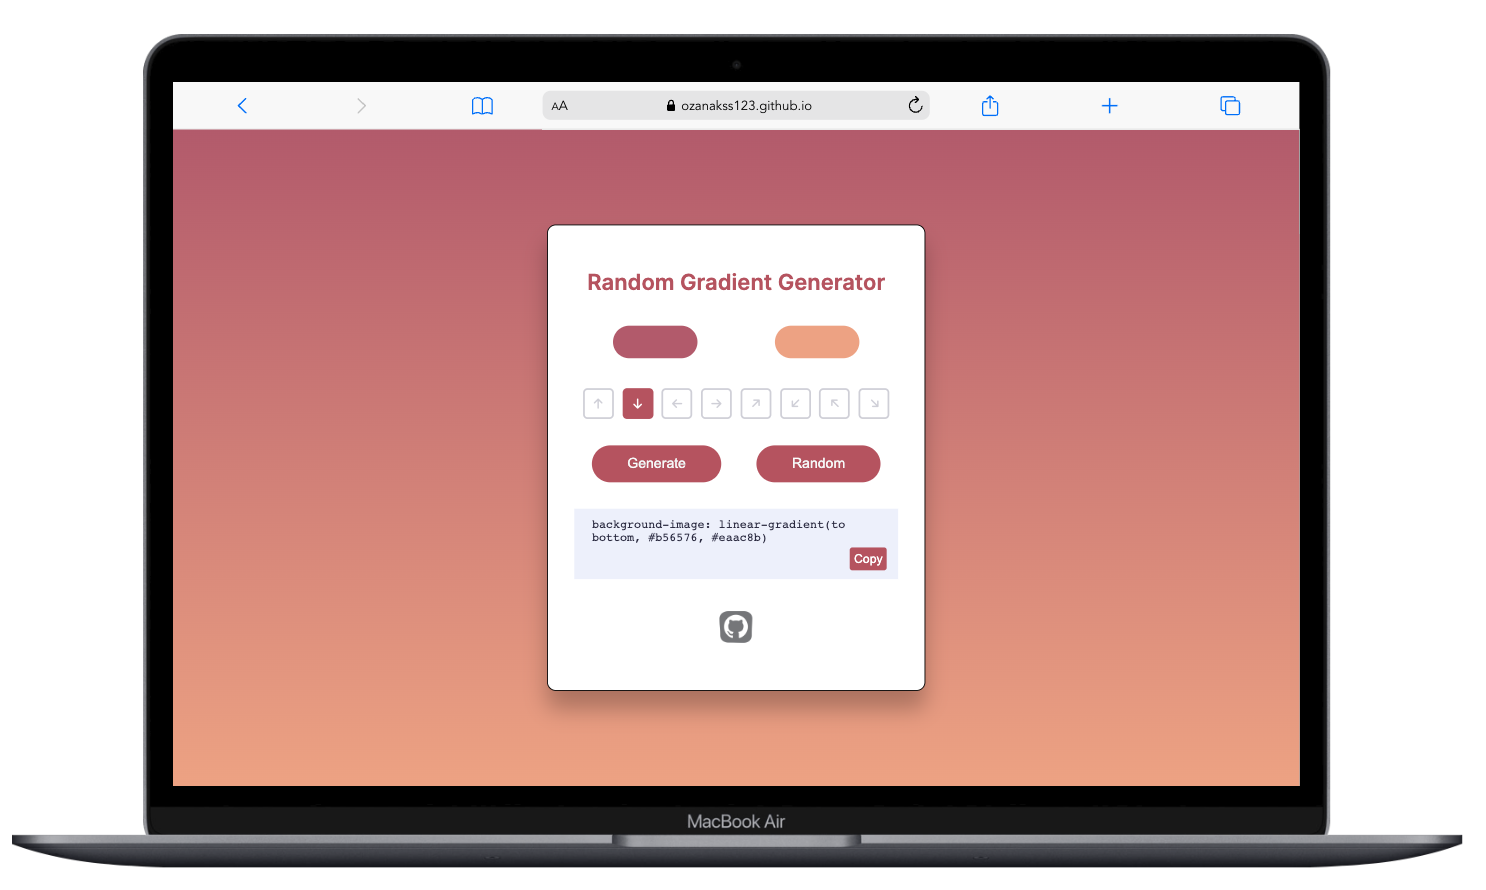 AA ozanakss123.github.io
Random Gradient Generator
Generate Random
background-image: linear-gradient(to
bottom, #b56576, #eaac8b)
Copy
MacBook Air